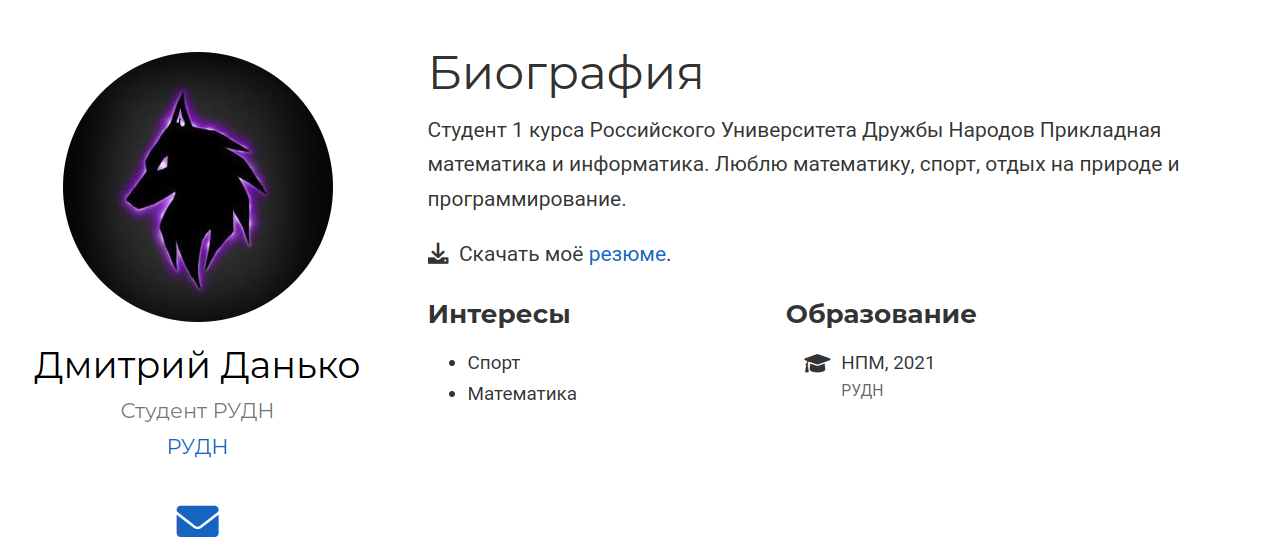 Биография
Студент 1 курса Российского Университета Дружбы Народов Прикладная
математика и информатика. Люблю математику, спорт, отдых на природе и
программирование.
Скачать моё резюме.
Интересы
Спорт
Математика
Образование
НПМ, 2021
РУДН
Дмитрий Данько
Студент РУДН
РУДН